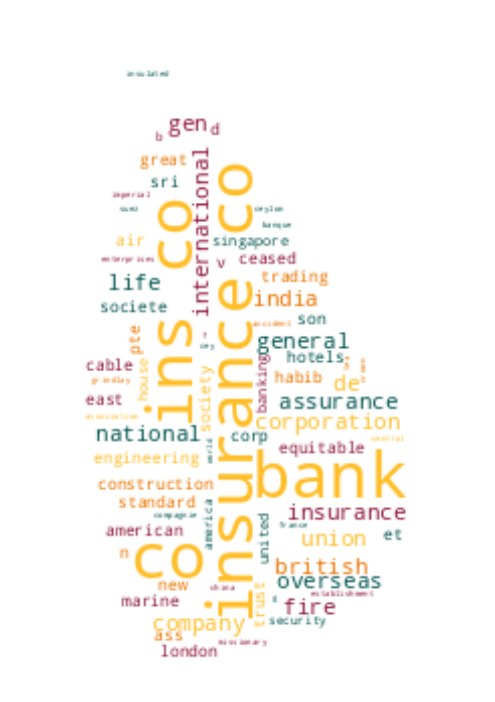 insulated
gen d
b
great
international
sri
insurance co
ins co
imperial
suez
ceylon
banque
air
singapore
enterprises
v
ceased
life
trading
india
societe
son
accident
pte
general
cey
hotels
cable
banking
house
society
grindlay
habib
de
east
assurance
association
corporation
national
corp
central
world
equitable
engineering
bank
construction
standard
america
insurance
compagnie
united
france
american
union
et
n
co
british
new
china
overseas
trust
establishment
marine
fire
company
security
ass
missionary
london